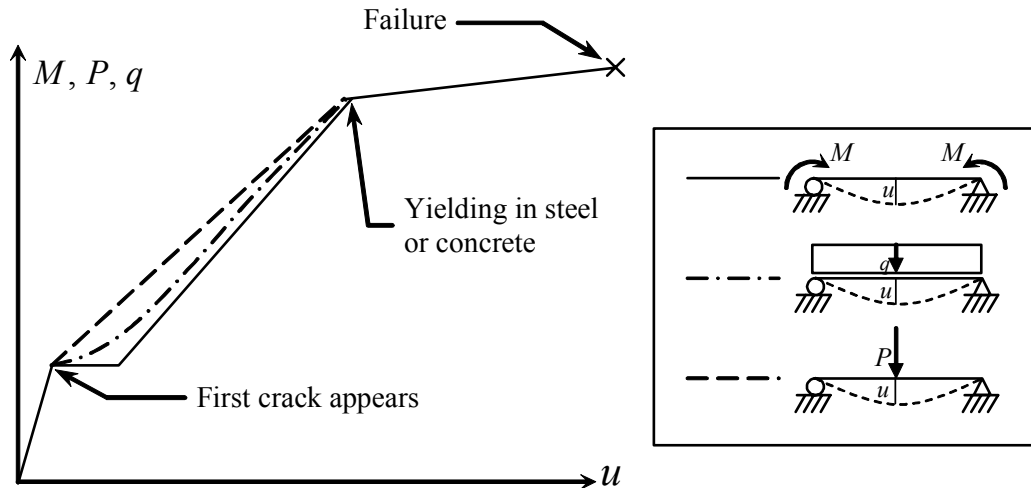 Failure
M, P, q
Yielding in steel
or concrete
First crack appears
u
M M
u
q
u
P
u